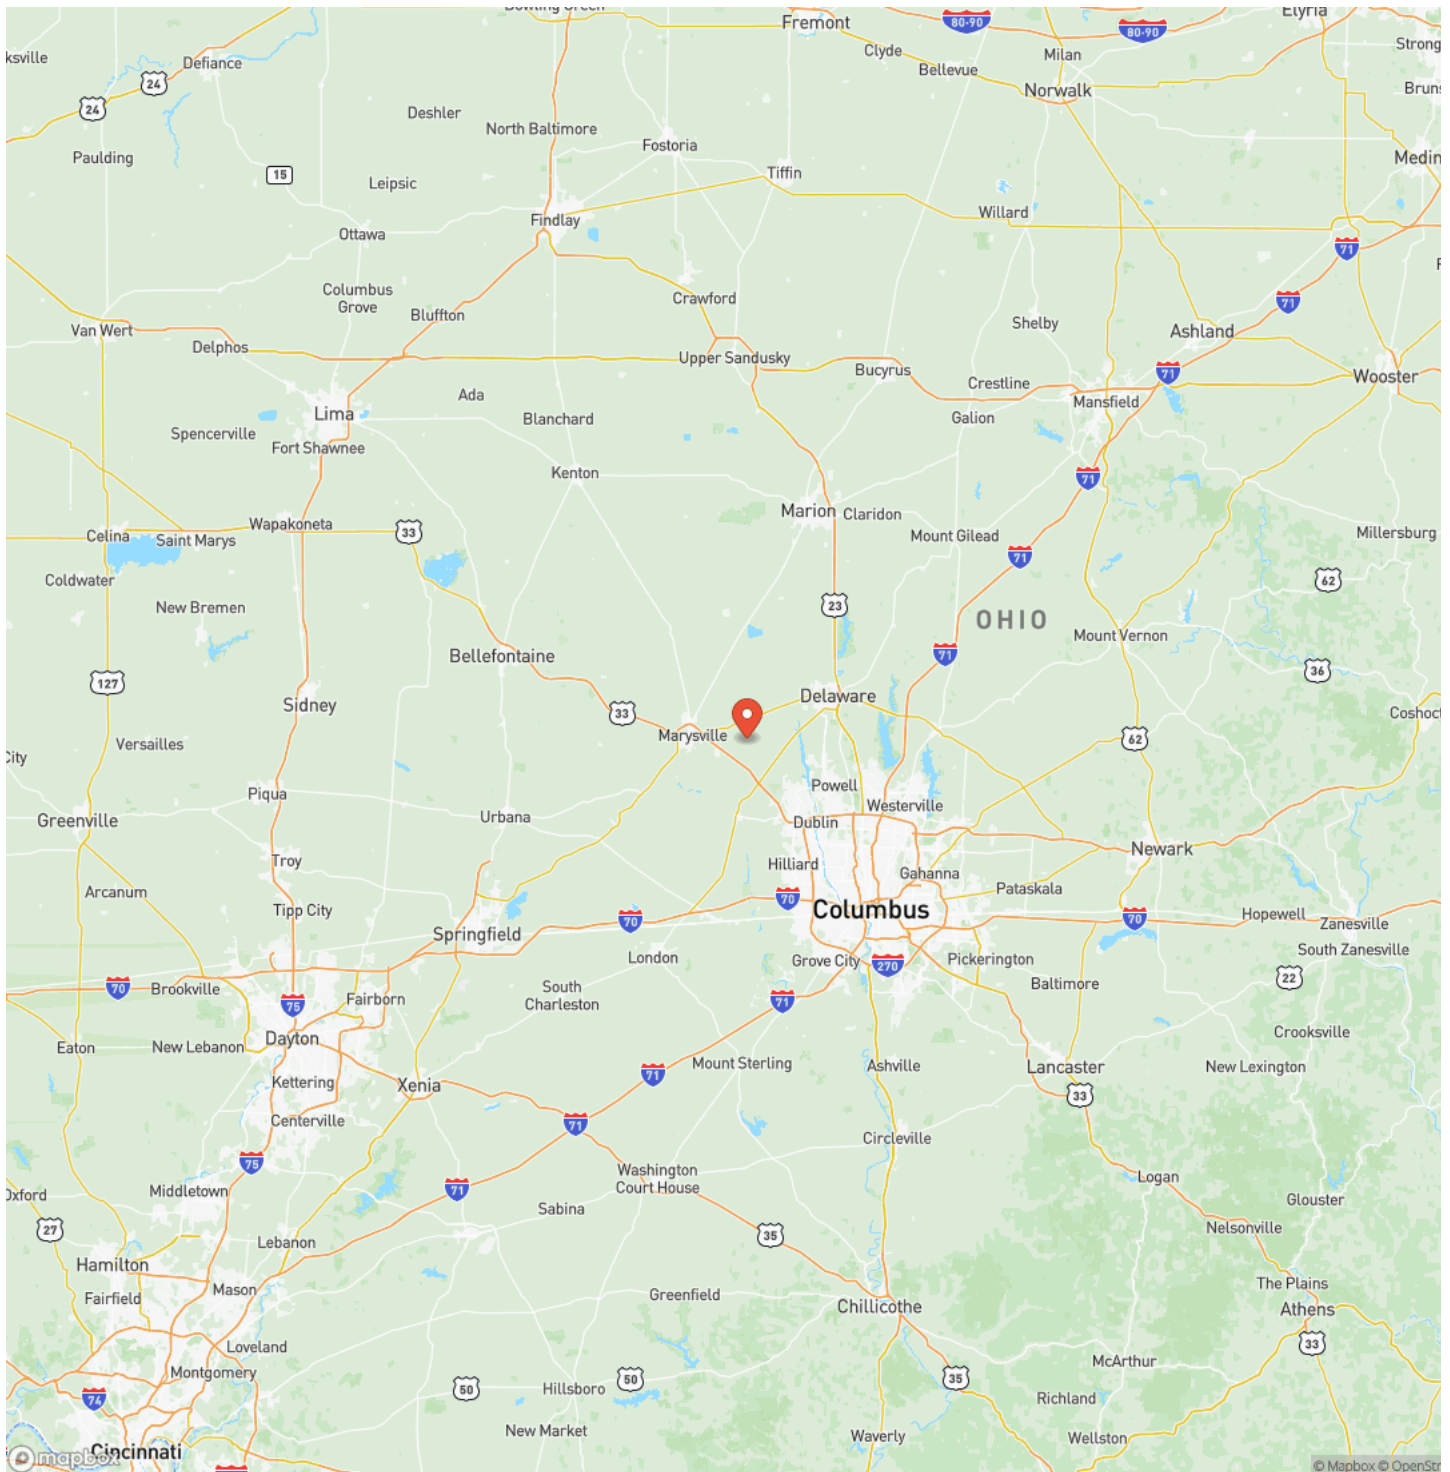 Bowling Green
Fremont
80-90
80-90
Elyria
ksville
Defiance
24
24
Clyde
Bellevue
Milan
Norwalk
Strong
Brun
Deshler
North Baltimore
Fostoria
Paulding
15
Leipsic
Tiffin
Medin
Findlay
Willard
Ottawa
71
Columbus
Grove
Bluffton
Crawford
71
Shelby
Ashland
Van Wert
Delphos
Upper Sandusky
Bucyrus
71
Crestline
Wooster
Ada
Mansfield
Lima
Blanchard
Galion
Spencerville
Fort Shawnee
Kenton
71
Marion
Claridon
Wapakoneta
33
Celina
Saint Marys
Mount Gilead
71
Millersburg
Coldwater
62
New Bremen
23
OHIO
Mount Vernon
Bellefontaine
71
36
127
Sidney
33
Delaware
Coshoct
Marysville
62
Versailles
City
Powell
Piqua
Westerville
Urbana
Greenville
Dublin
Newark
Troy
Hilliard
Gahanna
Arcanum
Pataskala
70
Tipp City
Columbus
70
Hopewell
Zanesville
70
Springfield
South Zanesville
London
Grove City
270
Pickerington
22
Baltimore
70
Brookville
75
Fairborn
South
Charleston
71
Crooksville
Dayton
Eaton
New Lebanon
Mount Sterling
Ashville
Lancaster
New Lexington
71
Kettering
Xenia
33
Centerville
71
Circleville
75
Washington
Court House
Logan
Middletown
71
Oxford
Glouster
Sabina
27
Nelsonville
35
Lebanon
Hamilton
Mason
The Plains
Fairfield
Greenfield
Chillicothe
Athens
Loveland
33
Montgomery
McArthur
50
50
35
Hillsboro
74
Richland
New Market
Waverly
Wellston
Cincinnati
mapbox
© Mapbox © OpenStr